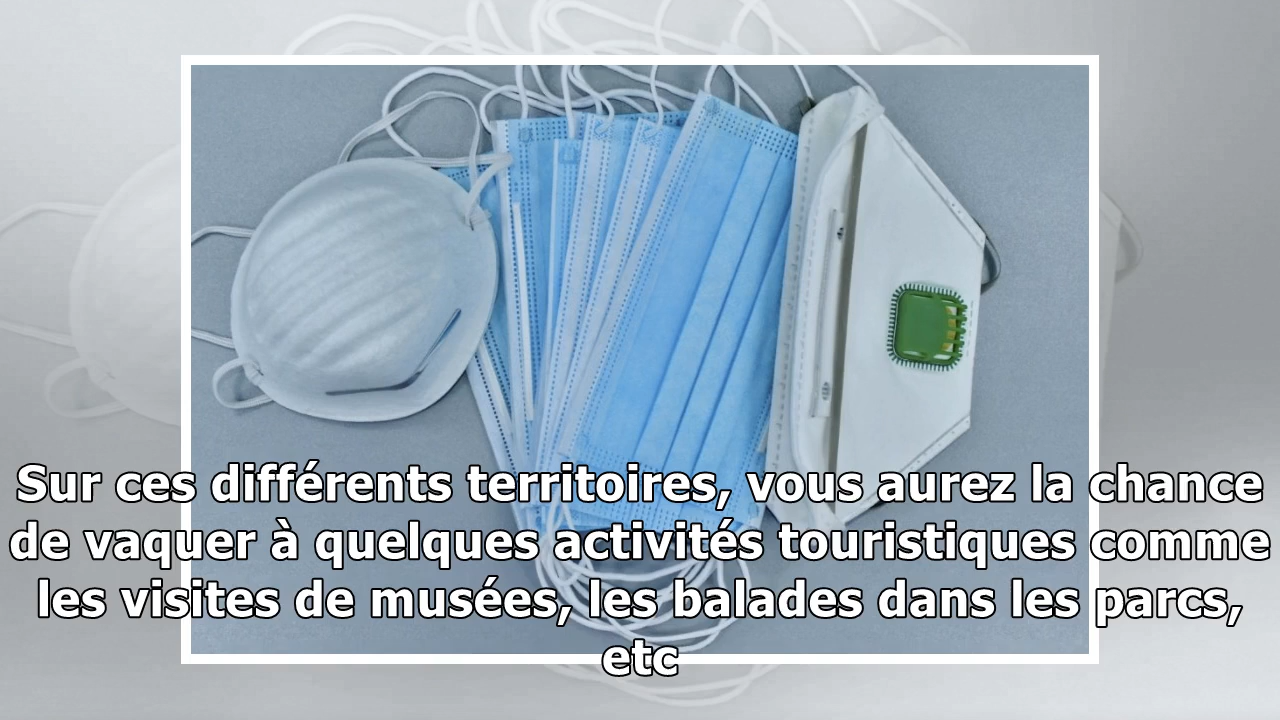 Sur ces différents territoires, vous aurez la chance
de vaquer à quelques activités touristiques comme
les visites de musées, les balades dans les parcs,
etc